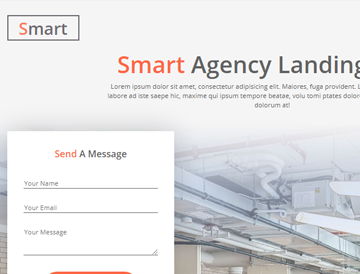 Smart
Smart Agency Landing
Lorem ipsum dolor sit amet, consectetur adipisicing elit. Maiores, fuga provident. L
labore ad iste saepe hic, maxime qui ipsum tempore beatae, volu tomi ptates dolor
dolorum at!
Send A Message
Your Name
Your Email
Your Message